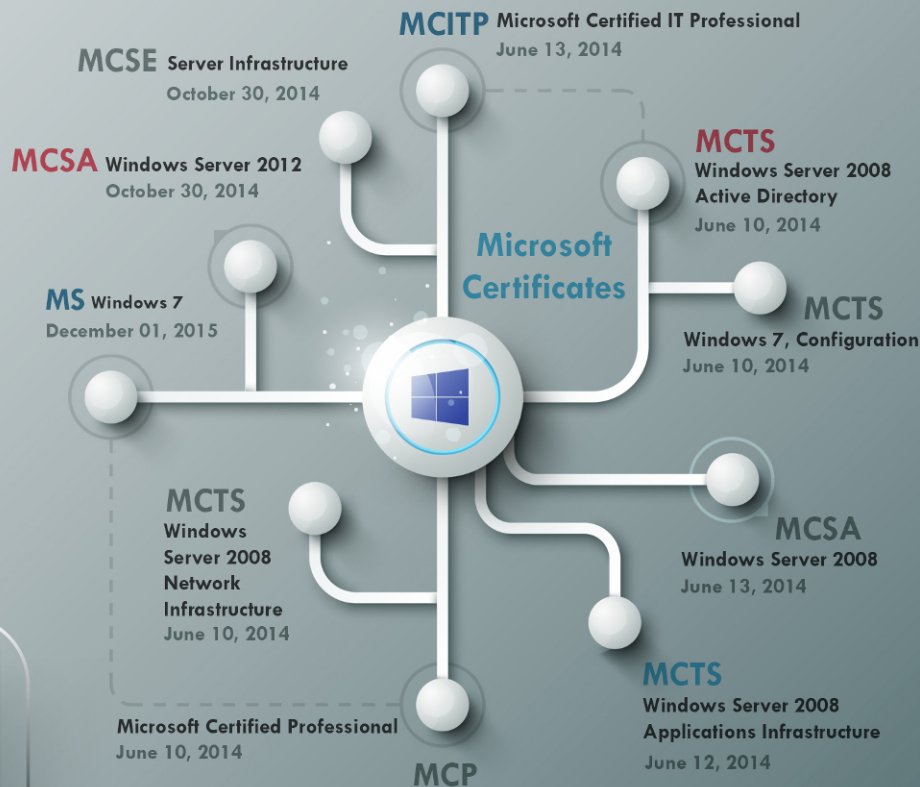 MCITP Microsoft Certified IT Professional
June 13, 2014
MCSE Server Infrastructure
October 30, 2014
MCSA Windows Server 2012
October 30, 2014
MCTS
Windows Server 2008
Active Directory
June 10, 2014
Microsoft
Certificates
MS Windows 7
December 01, 2015
MCTS
Windows 7, Configuration
June 10, 2014
MCTS
Windows
Server 2008
Network
Infrastructure
June 10, 2014
MCSA
Windows Server 2008
June 13, 2014
MCTS
Windows Server 2008
Applications Infrastructure
June 12, 2014
Microsoft Certified Professional
June 10, 2014
MCP